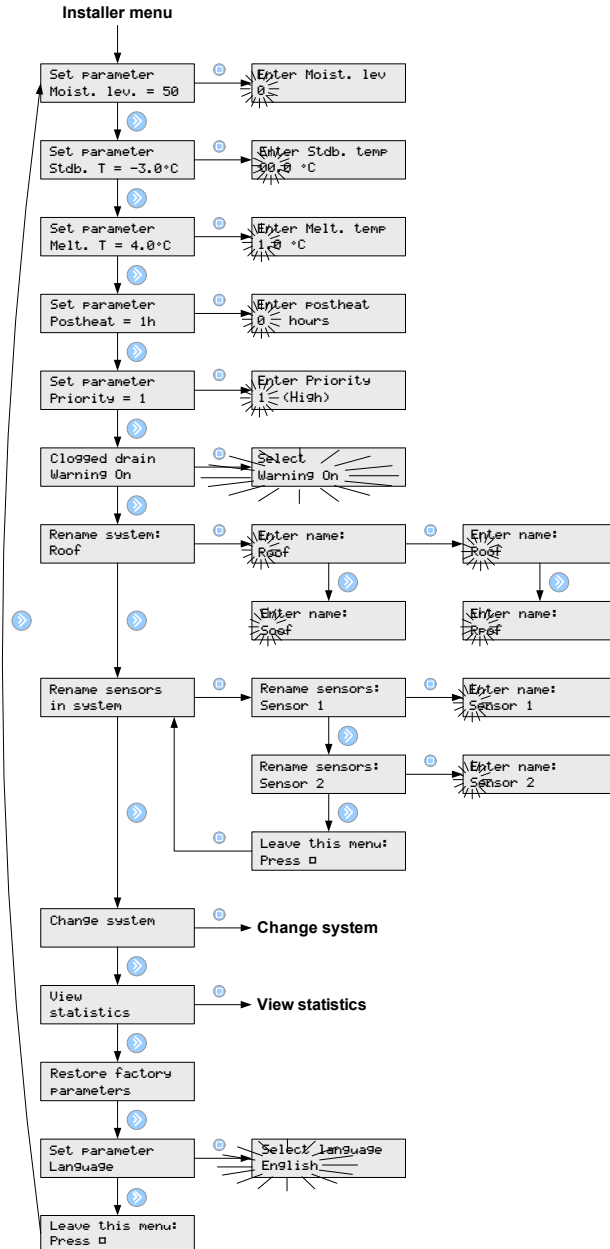 Installer menu
Set parameter
Moist. lev. = 50
Enter Moist. lev
0
Set parameter
Stdb. T = -3.0°C
Enter Stdb. temp
00.0 °C
Set parameter
Melt. T = 4.0°C
Enter Melt. temp
1.0 °C
Set parameter
Postheat = 1h
Enter postheat
0 hours
Set parameter
Priority = 1
Enter Priority
1 (High)
Clogged drain
Warning On
Select
Warning On
Rename system:
Roof
Enter name:
Roof
Enter name:
Roof
Enter name:
Soof
Enter name:
Rpof
Rename sensors
in system
Rename sensors:
Sensor 1
Enter name:
Sensor 1
Rename sensors:
Sensor 2
Enter name:
Sensor 2
Leave this menu:
Press □
Change system
Change system
View
statistics
View statistics
Restore factory
parameters
Set parameter
Language
Select language
English
Leave this menu:
Press □